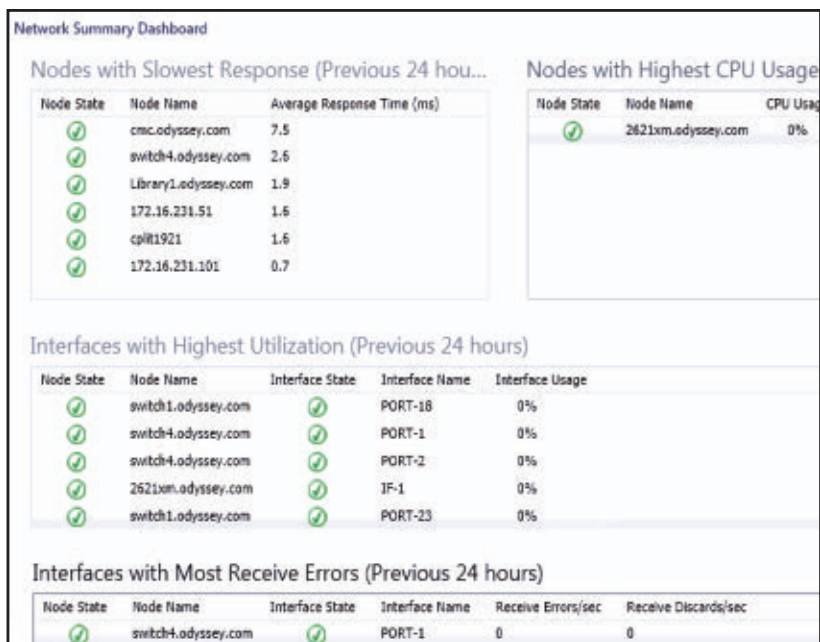 Network Summary Dashboard
Nodes with Slowest Response (Previous 24 hou...
Node State Node Name Average Response Time (ms)
cmc.odyssey.com 7.5
switch4.odyssey.com 2.6
Library1.odyssey.com 1.9
172.16.231.51 1.6
cplit1921 1.6
172.16.231.101 0.7
Nodes with Highest CPU Usage
Node State Node Name CPU Usag
2621xm.odyssey.com 0%
Interfaces with Highest Utilization (Previous 24 hours)
Node State Node Name Interface State Interface Name Interface Usage
switch1.odyssey.com PORT-18 0%
switch4.odyssey.com PORT-1 0%
switch4.odyssey.com PORT-2 0%
2621xm.odyssey.com IF-1 0%
switch1.odyssey.com PORT-23 0%
Interfaces with Most Receive Errors (Previous 24 hours)
Node State Node Name Interface State Interface Name Receive Errors/sec Receive Discards/sec
switch4.odyssey.com PORT-1 0 0